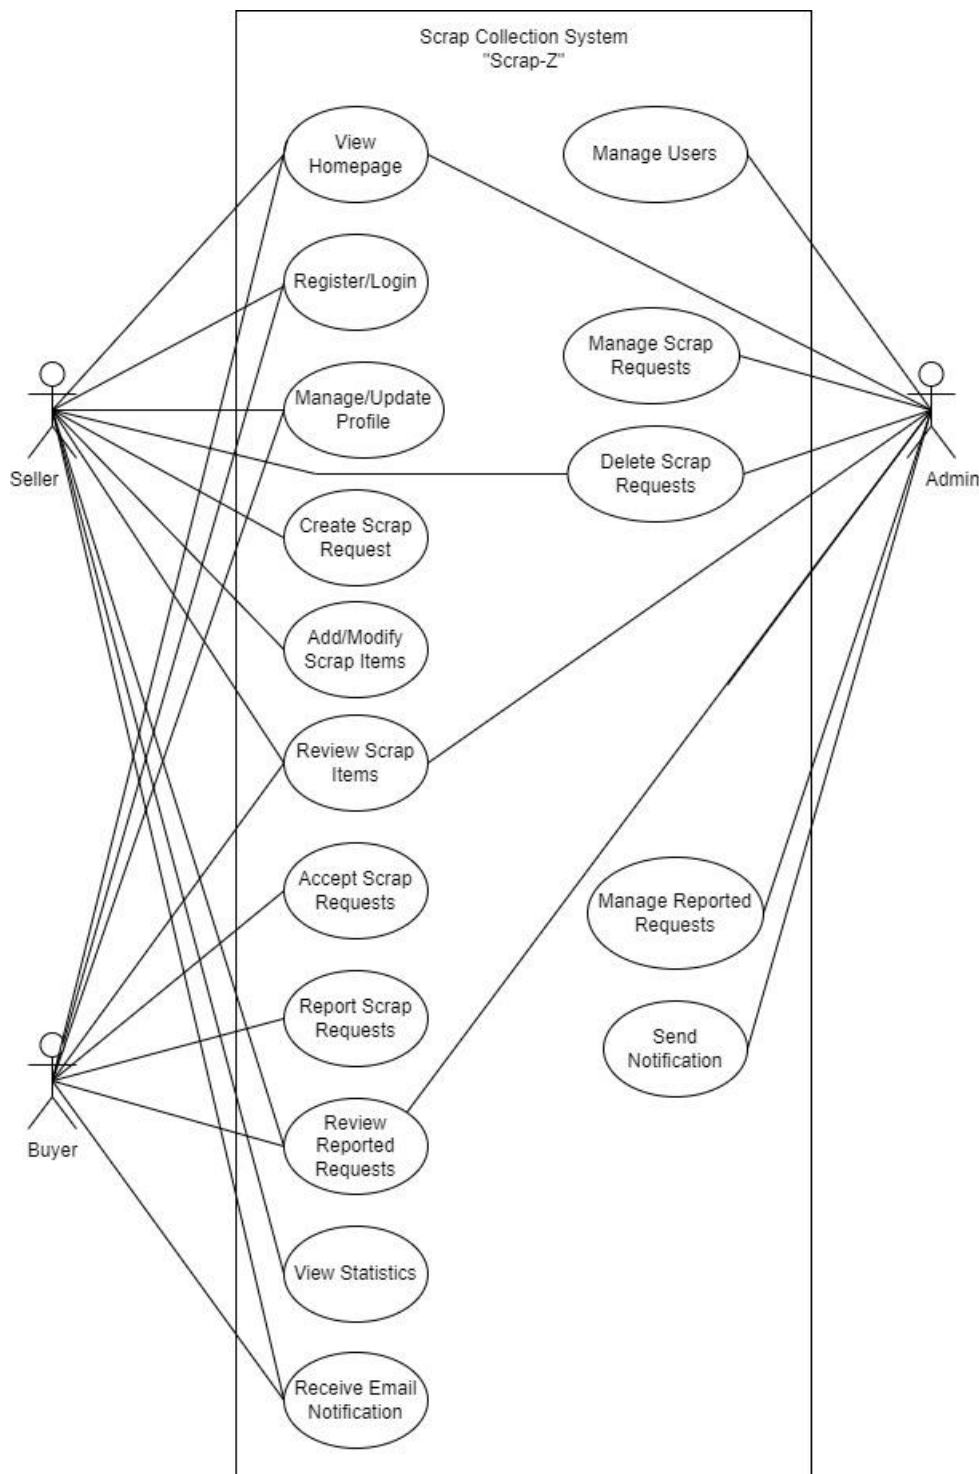 Scrap Collection System
"Scrap-Z"
View
Homepage
Manage Users
Register/Login
Manage Scrap
Requests
Manage/Update
Profile
Seller
Delete Scrap
Requests
Admin
Create Scrap
Request
Add/Modify
Scrap Items
Review Scrap
Items
Accept Scrap
Requests
Manage Reported
Requests
Report Scrap
Requests
Send
Notification
Buyer
Review
Reported
Requests
View Statistics
Receive Email
Notification